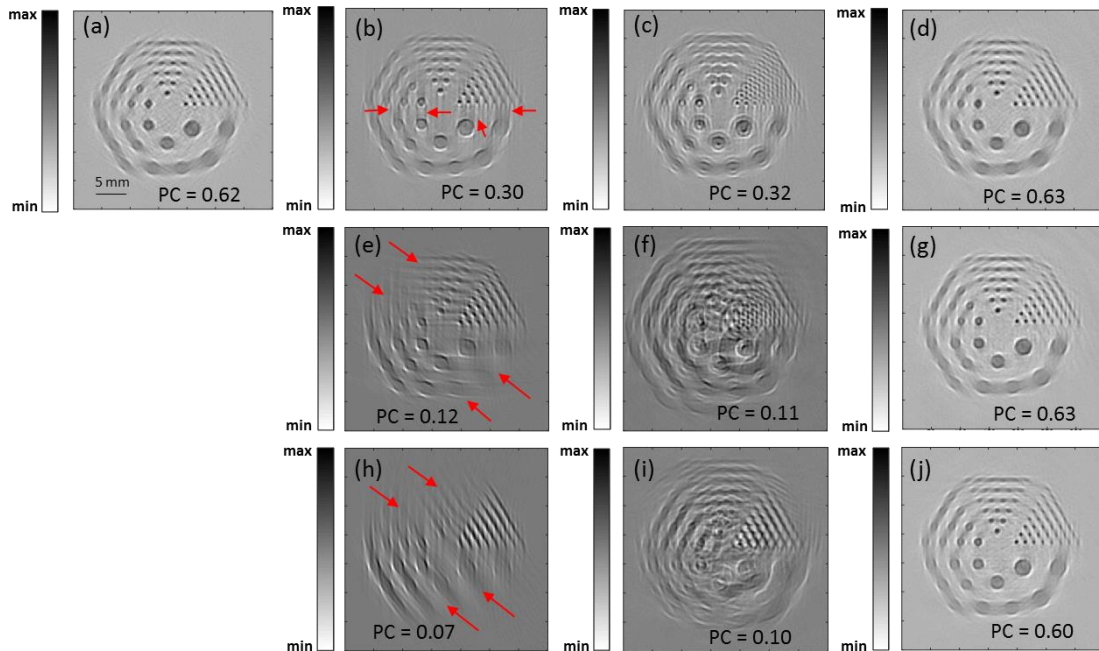 max
(a)
5 mm
PC = 0.62
min
max
(b)
PC = 0.30
min
max
(c)
PC = 0.32
min
max
(d)
PC = 0.63
min
max
(e)
PC = 0.12
min
max
(f)
PC = 0.11
min
max
(g)
PC = 0.63
min
max
(h)
PC = 0.07
min
max
(i)
PC = 0.10
min
max
(j)
PC = 0.60
min